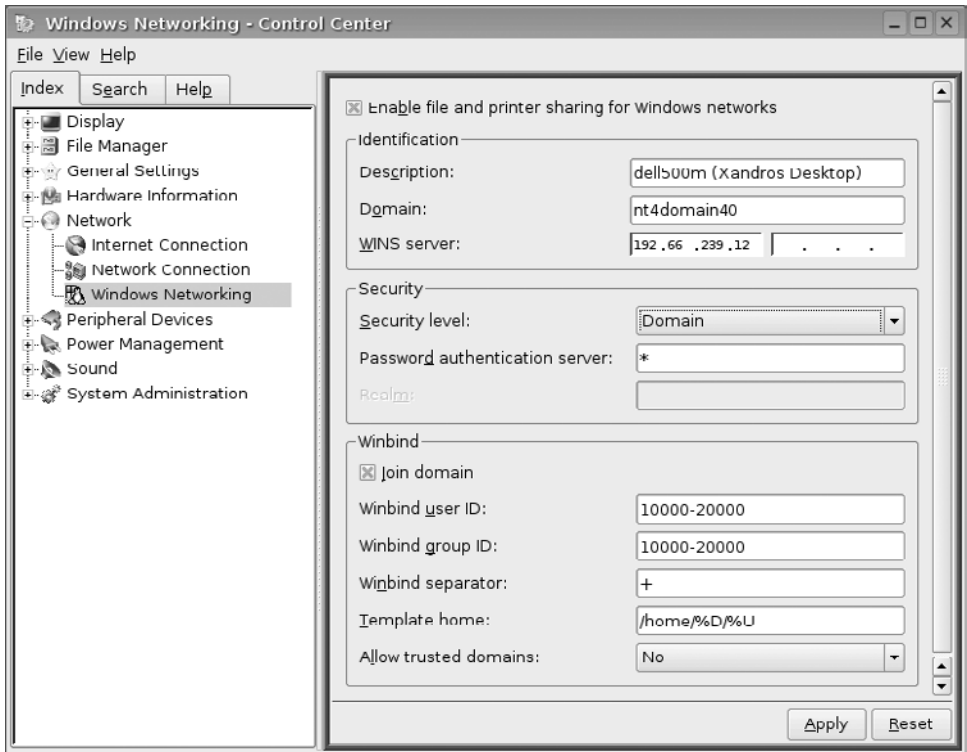 Windows Networking - Control Center
File View Help
Index Search Help
Display
File Manager
General Settings
Hardware Information
Network
Internet Connection
Network Connection
Windows Networking
Peripheral Devices
Power Management
Sound
System Administration
Enable file and printer sharing for Windows networks
Identification
Description: dell500m (Xandros Desktop)
Domain: nt4domain40
WINS server: 192.66 .239.12 . . .
Security
Security level: Domain
Password authentication server: *
Realm:
Winbind
Join domain
Winbind user ID: 10000-20000
Winbind group ID: 10000-20000
Winbind separator: +
Template home: /home/%D/%U
Allow trusted domains: No
Apply Reset